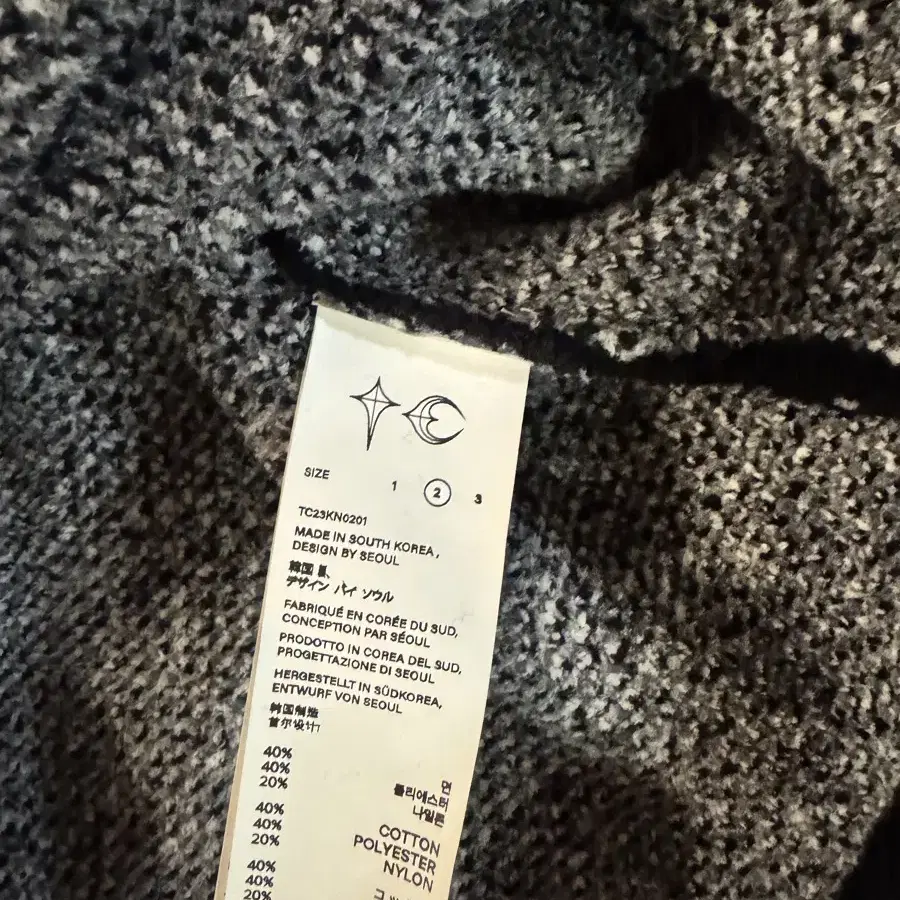 SIZE
1 2 3
TC23KN0201
MADE IN SOUTH KOREA,
DESIGN BY SEOUL
韓国
デザイン バイ ソウル
FABRIQUÉ EN CORÉE DU SUD,
CONCEPTION PAR SÉOUL
PRODOTTO IN COREA DEL SUD,
PROGETTAZIONE DI SEOUL
HERGESTELLT IN SÜDKOREA,
ENTWURF VON SEOUL
韩国制造
首尔设计
40% 면
40% 폴리에스터
20% 나일론
40% COTTON
40% POLYESTER
20% NYLON
40%
40%
20%